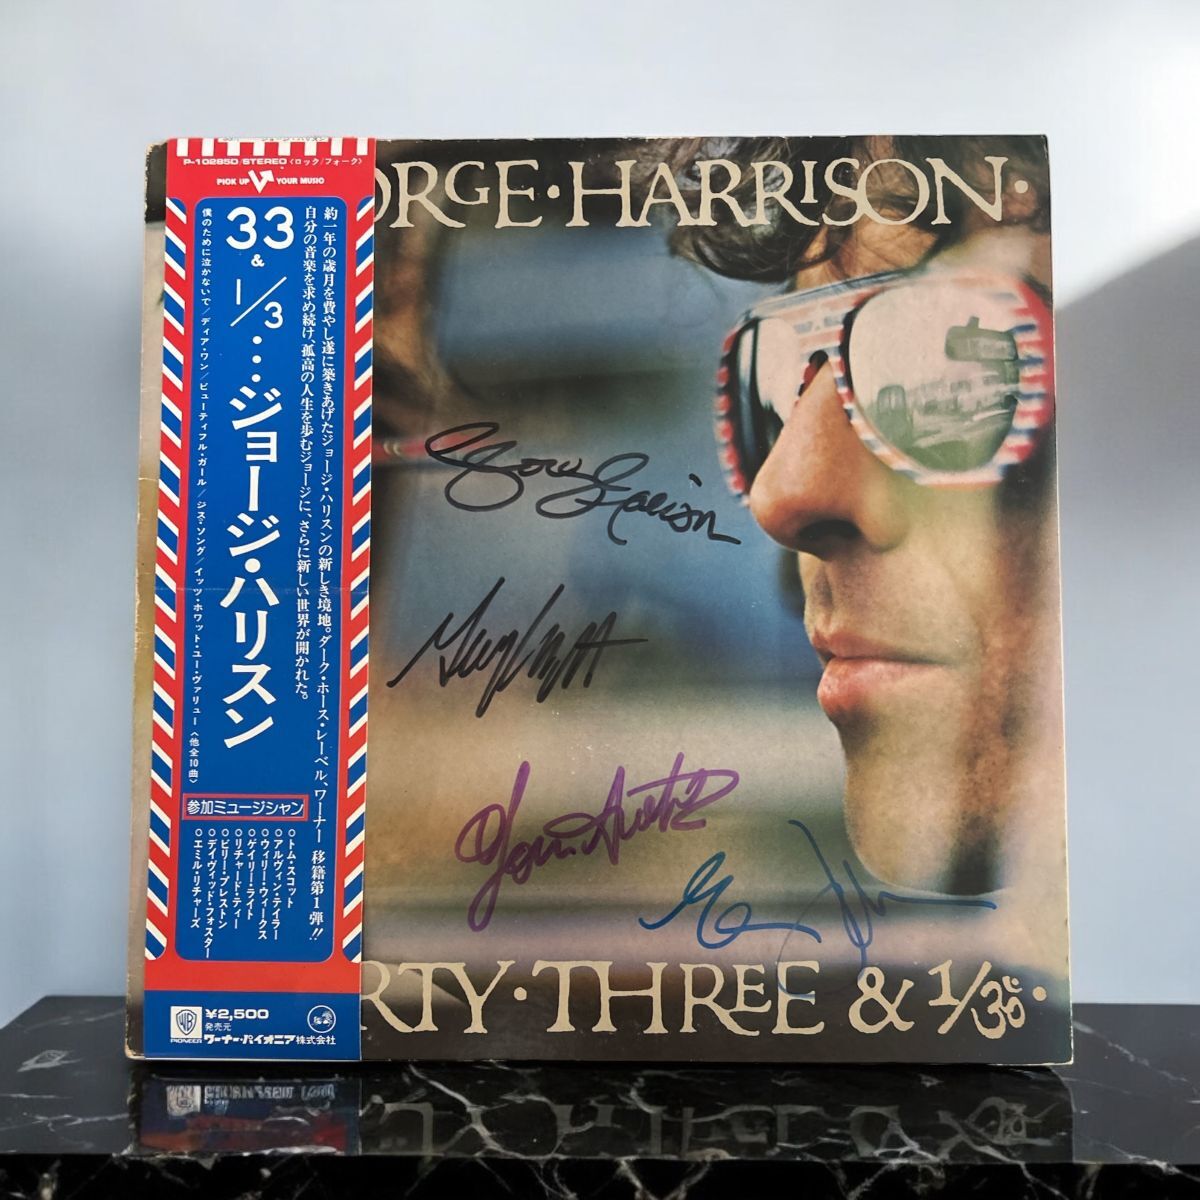 P-10285D/STEREO〈ロック/フォーク〉
PICK UP YOUR MUSIC
33
&
1/3
…ジョージ・ハリスン
約一年の歳月を費やし遂に築きあげたジョージ・ハリスンの新しき境地。ダーク・ホース・レーベル、ワーナー移籍第1弾!!
自分の音楽を求め続け、孤高の人生を歩むジョージに、さらに新しい世界が開かれた。
僕のために泣かないで/ディア・ワン/ビューティフル・ガール/ジス・ソング/イッツ・ホワット・ユー・ヴァリュー〈他全10曲〉
参加ミュージシャン
○トム・スコット
○アルヴィン・テイラー
○ウィリー・ウィークス
○ゲイリー・ライト
○リチャード・ティー
○ビリー・プレストン
○デイヴィッド・フォスター
○エミル・リチャーズ
WB
PIONEER
¥2,500
発売元
ワーナー・パイオニア株式会社
ORGE·HARRISON·
RTY·THREE & 1/3·